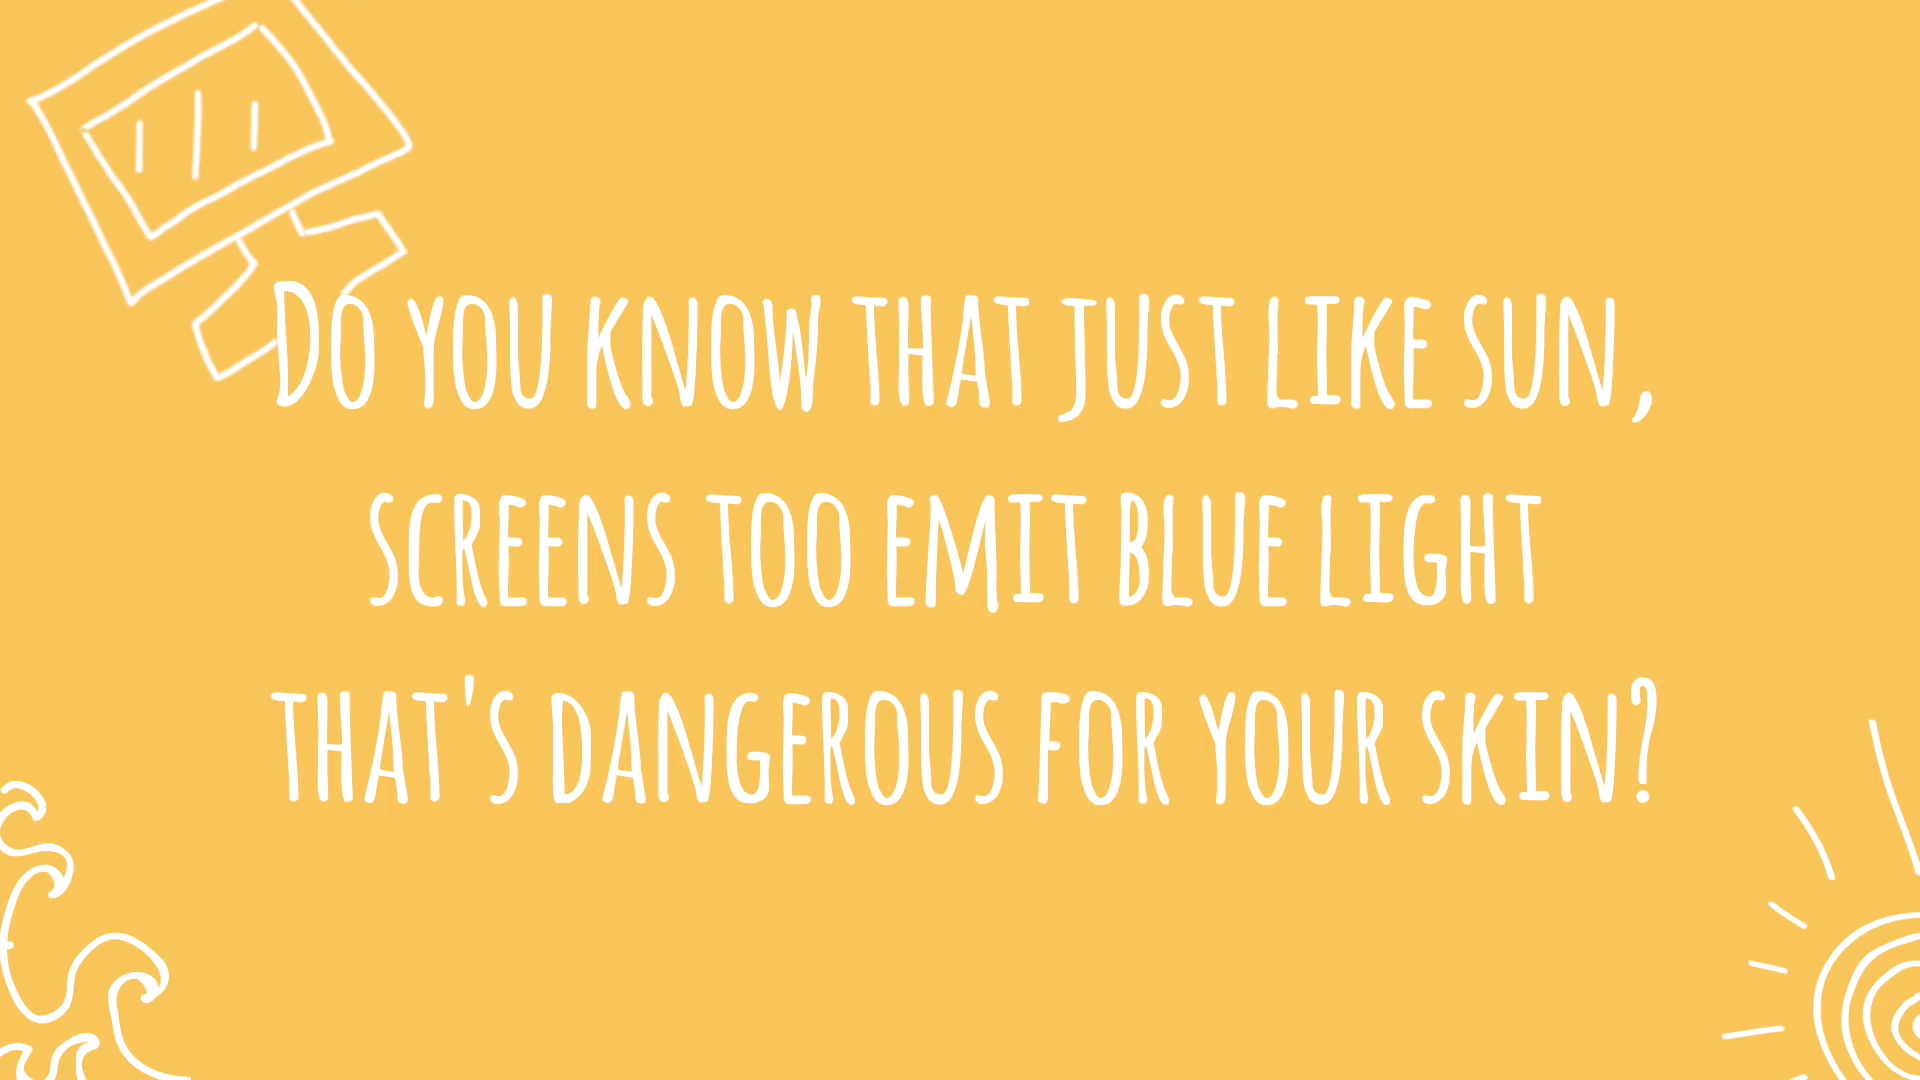 Do you know that just like sun,
screens too emit blue light
that's dangerous for your skin?